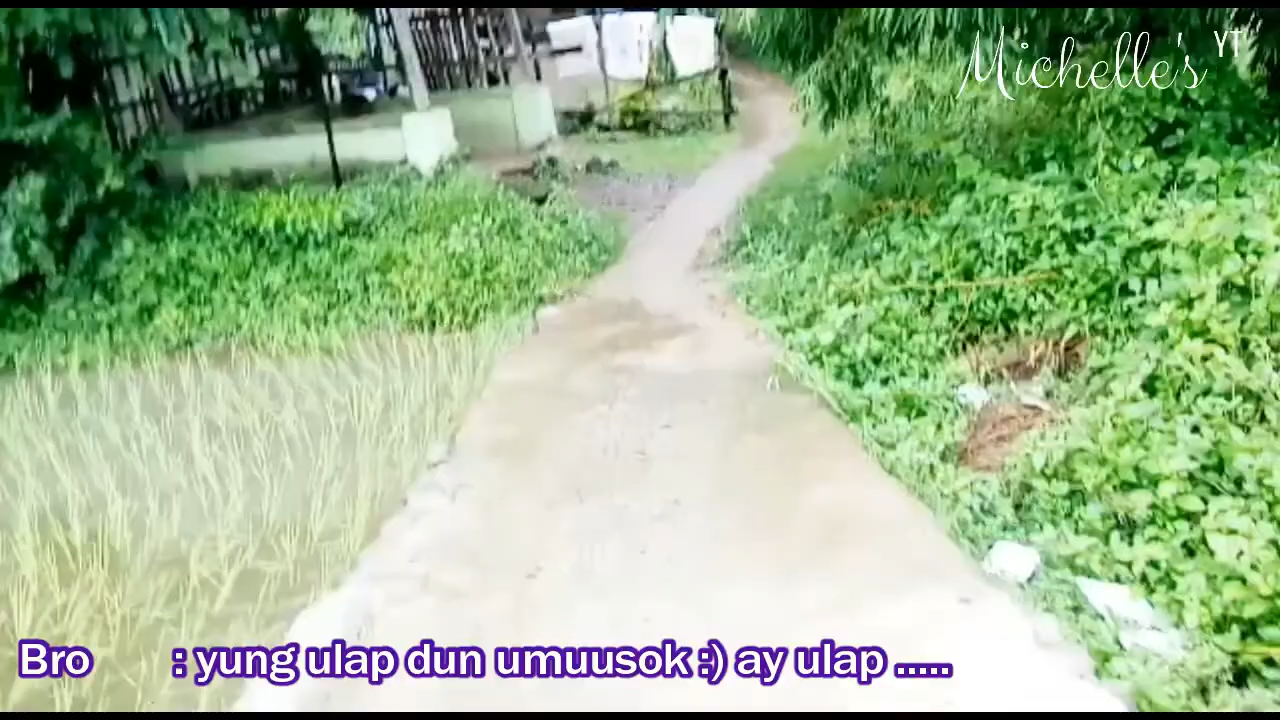 Michelle's YT
Bro : yung ulap dun umuusok :) ay ulap .....